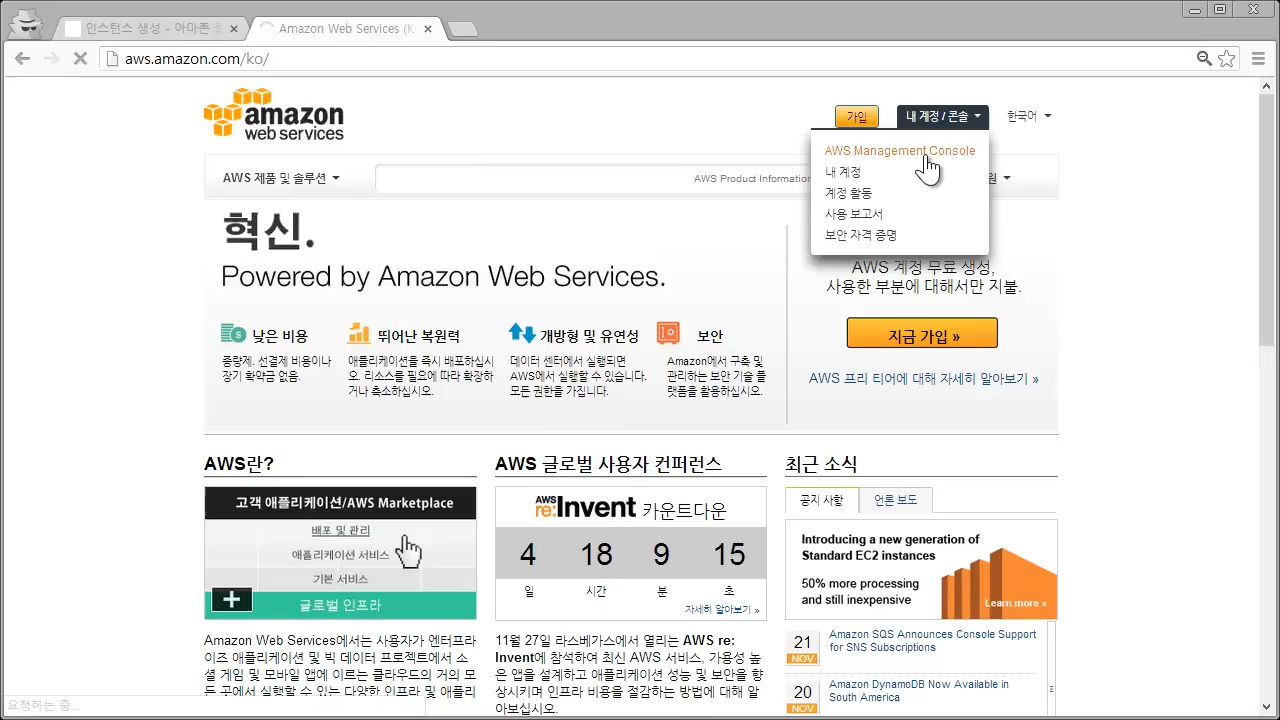 인스턴스 생성 - 아마존
Amazon Web Services (K
aws.amazon.com/ko/
amazon
web services
가입
내 계정 / 콘솔
한국어
AWS Management Console
내 계정
계정 활동
사용 보고서
보안 자격 증명
AWS 제품 및 솔루션
AWS Product Information
원
혁신.
Powered by Amazon Web Services.
낮은 비용
종량제. 선결제 비용이나
장기 확약금 없음.
뛰어난 복원력
애플리케이션을 즉시 배포하십시
오. 리소스를 필요에 따라 확장하
거나 축소하십시오.
개방형 및 유연성
데이터 센터에서 실행되면
AWS에서 실행할 수 있습니다.
모든 권한을 가집니다.
보안
Amazon에서 구축 및
관리하는 보안 기술 플
랫폼을 활용하십시오.
AWS 계정 무료 생성,
사용한 부분에 대해서만 지불.
지금 가입 »
AWS 프리 티어에 대해 자세히 알아보기 »
AWS란?
고객 애플리케이션/AWS Marketplace
배포 및 관리
애플리케이션 서비스
기본 서비스
글로벌 인프라
Amazon Web Services에서는 사용자가 엔터프라
이즈 애플리케이션 및 빅 데이터 프로젝트에서 소
셜 게임 및 모바일 앱에 이르는 클라우드의 거의 모
든 곳에서 실행할 수 있는 다양한 인프라 및 애플리
AWS 글로벌 사용자 컨퍼런스
AWS re:Invent 카운트다운
4 18 9 15
일 시간 분 초
자세히 알아보기 »
11월 27일 라스베가스에서 열리는 AWS re:
Invent에 참석하여 최신 AWS 서비스, 가용성 높
은 앱을 설계하고 애플리케이션 성능 및 보안을 향
상시키며 인프라 비용을 절감하는 방법에 대해 알
아보십시오.
최근 소식
공지 사항
언론 보도
Introducing a new generation of
Standard EC2 instances
50% more processing
and still inexpensive
Learn more »
21
NOV
Amazon SQS Announces Console Support
for SNS Subscriptions
20
NOV
Amazon DynamoDB Now Available in
South America
요청하는 중...